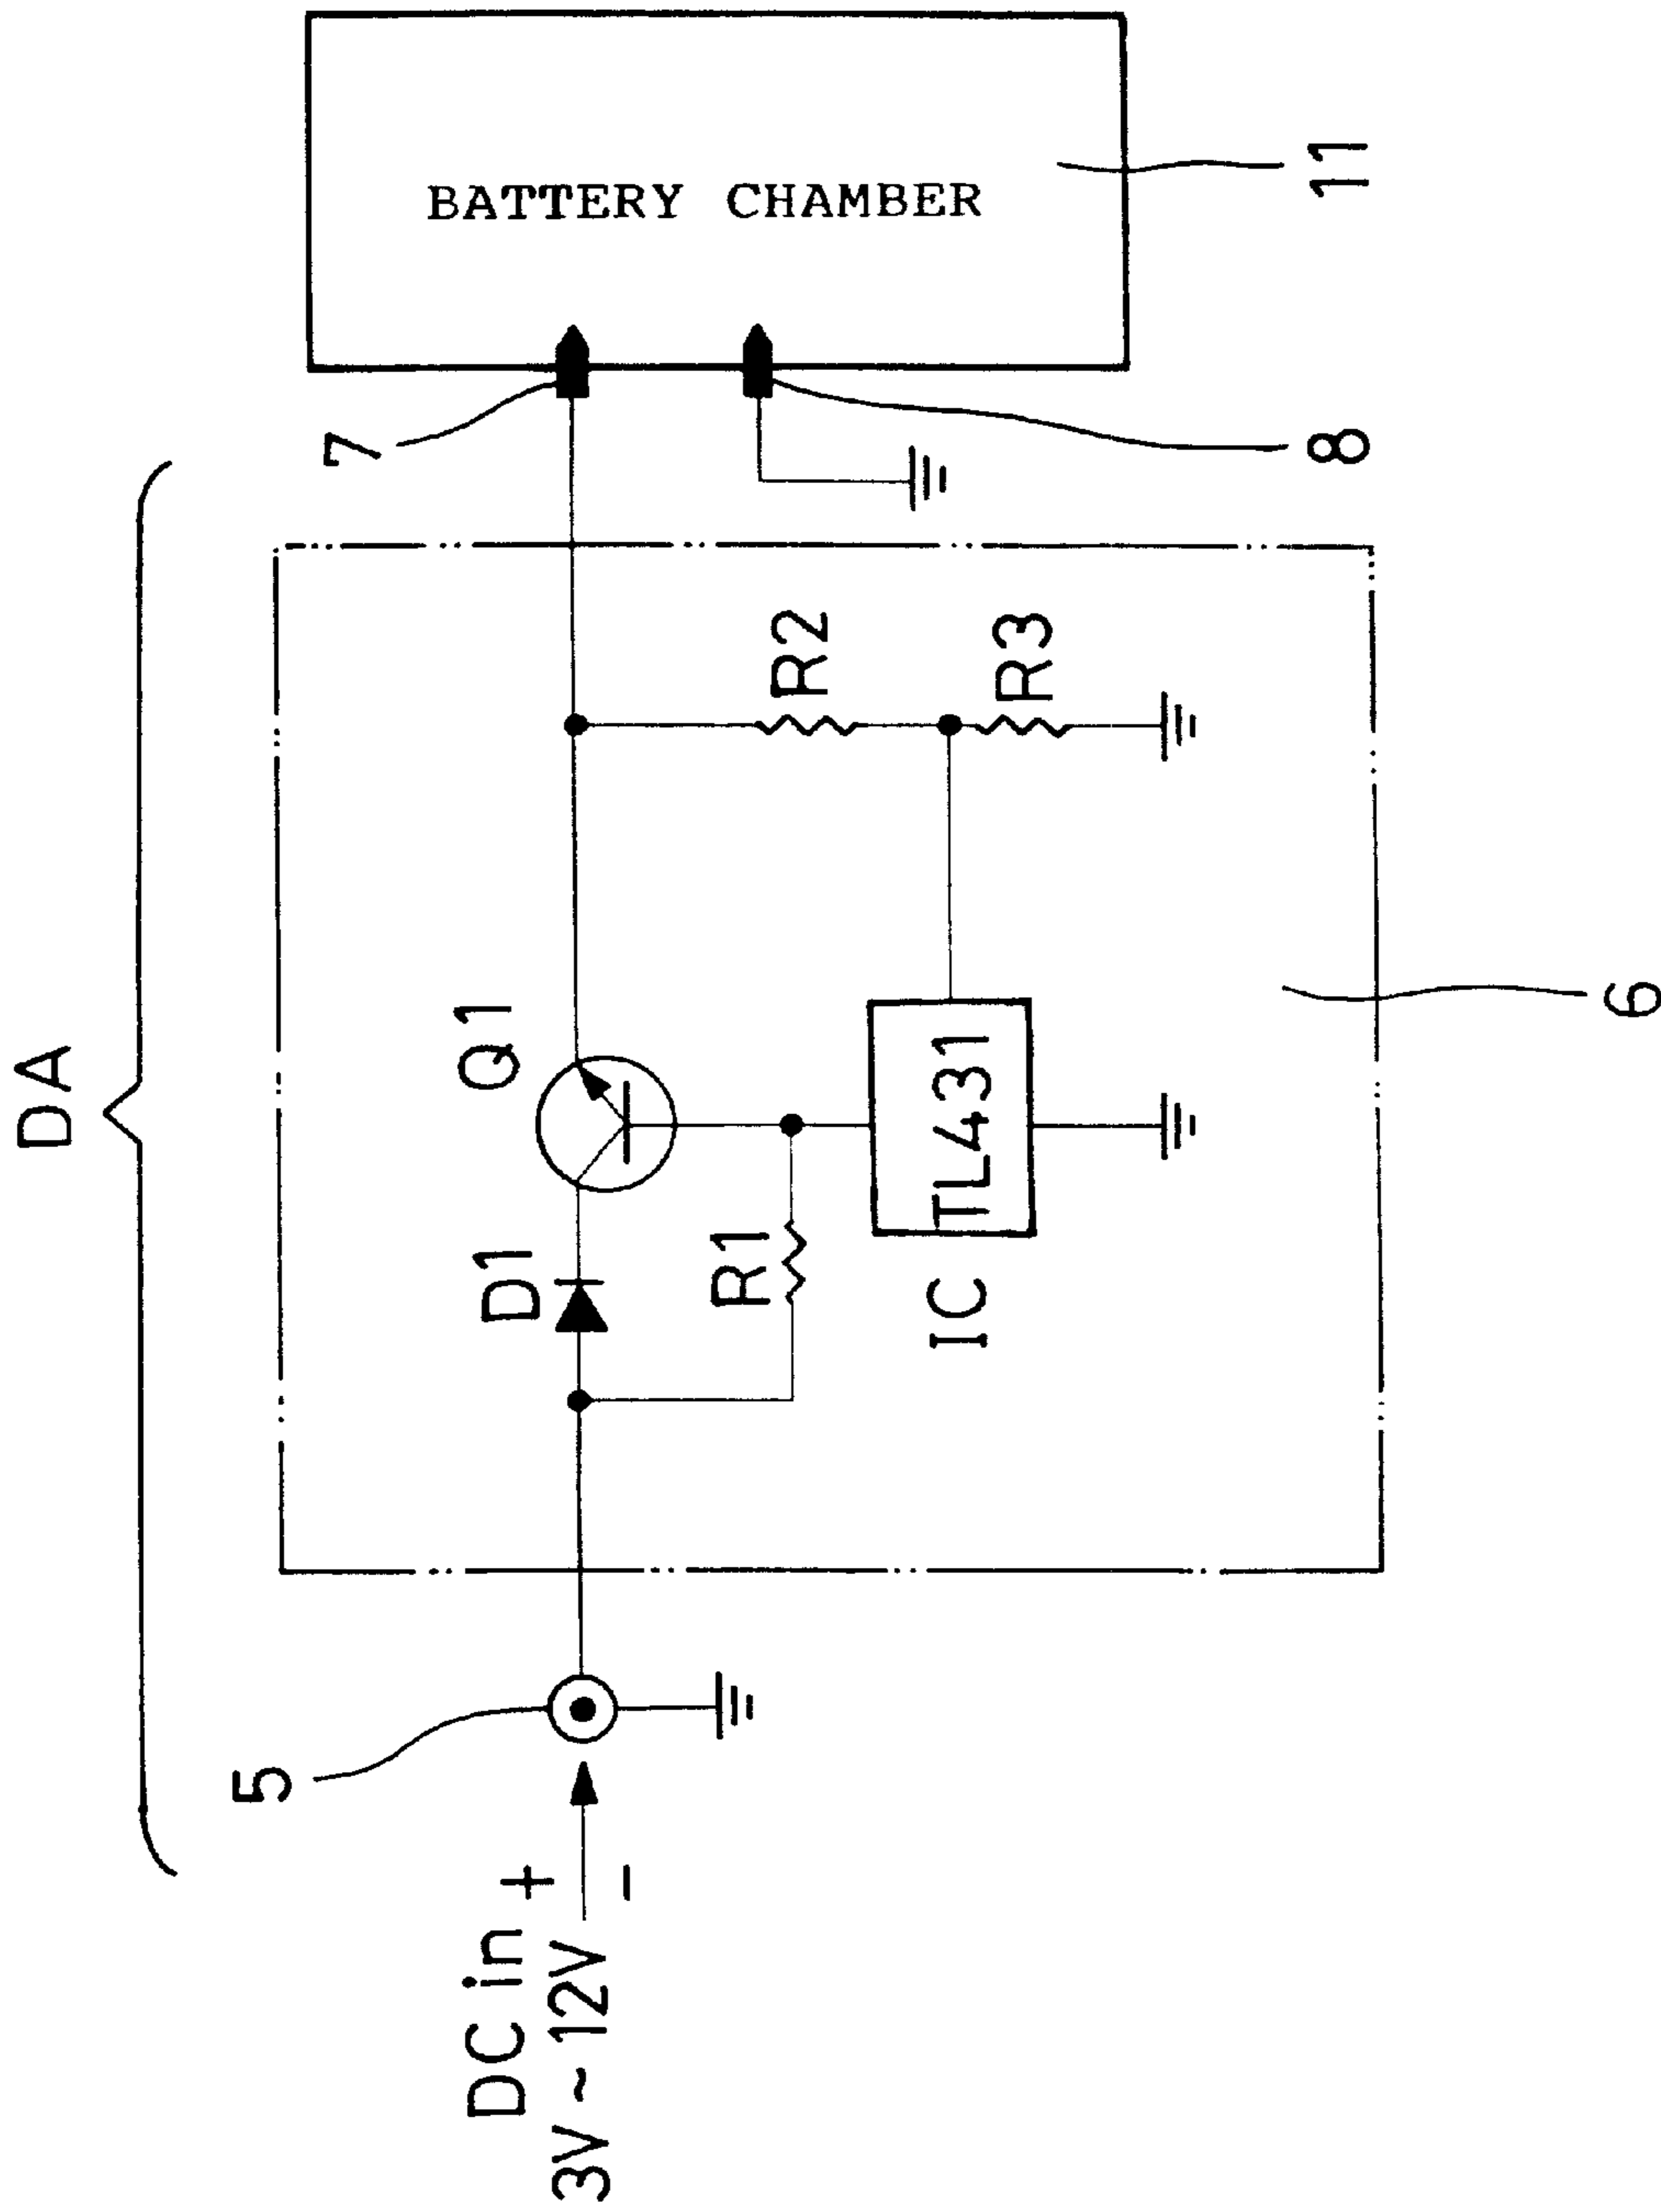 DA
DC in +
3V ~ 12V
-
5
D1
Q1
R1
IC
TL431
R2
R3
6
7
8
BATTERY CHAMBER
11